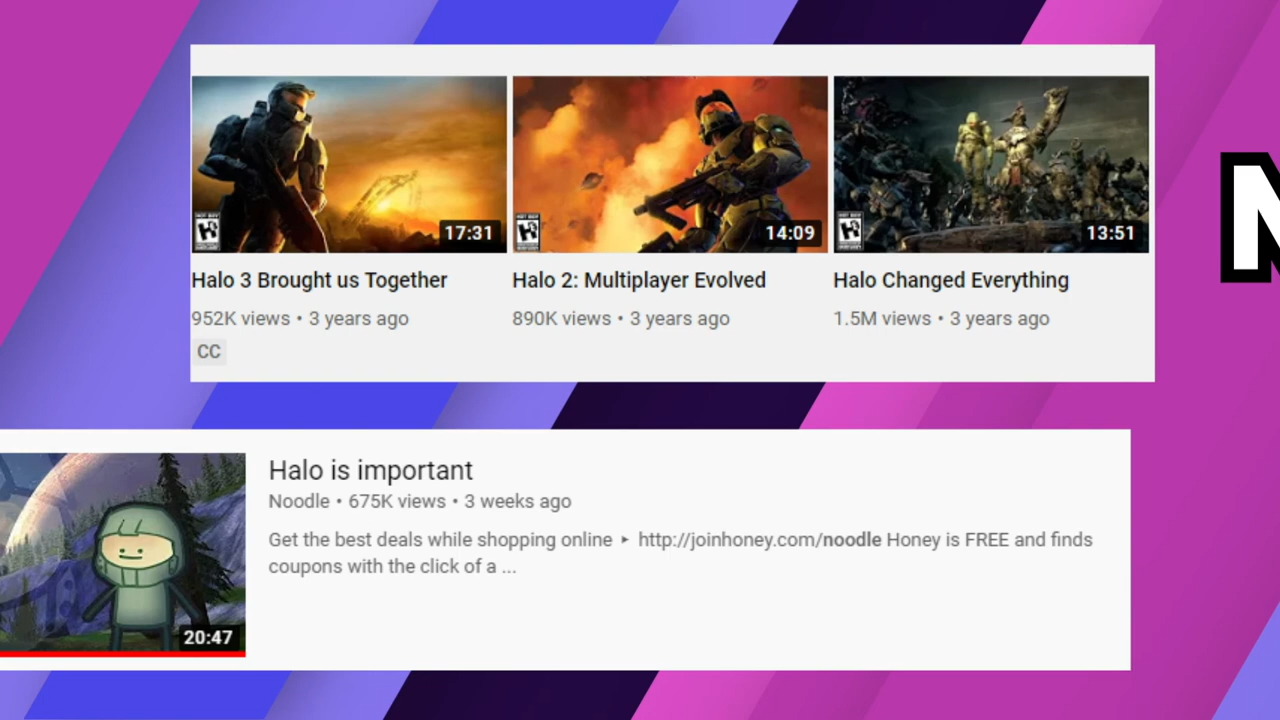 17:31
14:09
13:51
Halo 3 Brought us Together
Halo 2: Multiplayer Evolved
Halo Changed Everything
952K views • 3 years ago
890K views • 3 years ago
1.5M views • 3 years ago
CC
Halo is important
Noodle • 675K views • 3 weeks ago
Get the best deals while shopping online ‣ http://joinhoney.com/noodle Honey is FREE and finds
coupons with the click of a ...
20:47